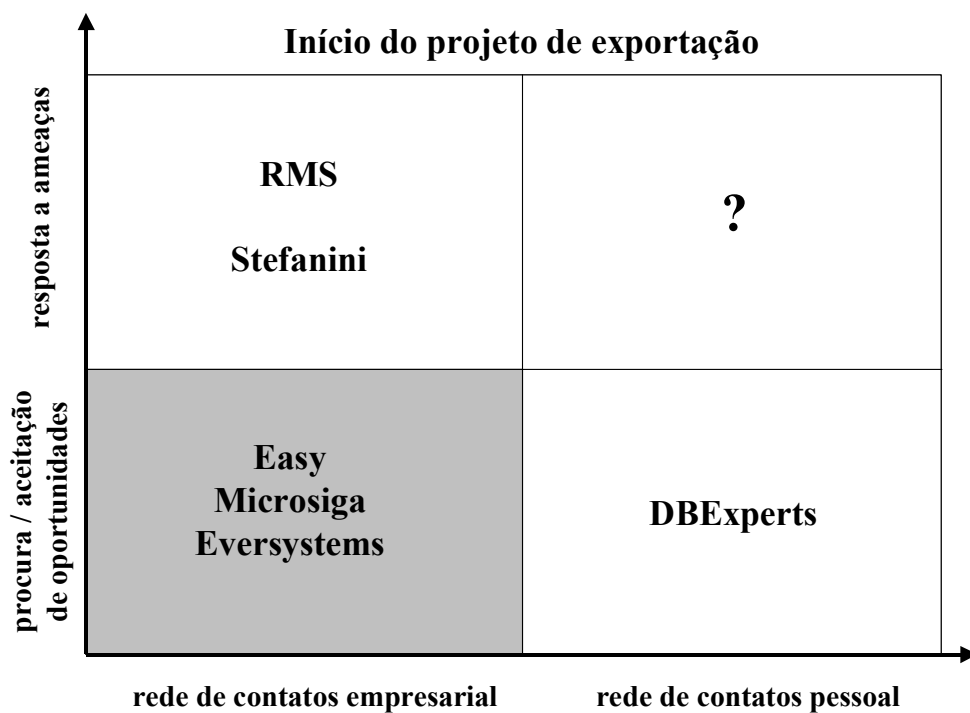 Início do projeto de exportação
resposta a ameaças
RMS
Stefanini
?
procura / aceitação
de oportunidades
Easy
Microsiga
Eversystems
DBExperts
rede de contatos empresarial
rede de contatos pessoal